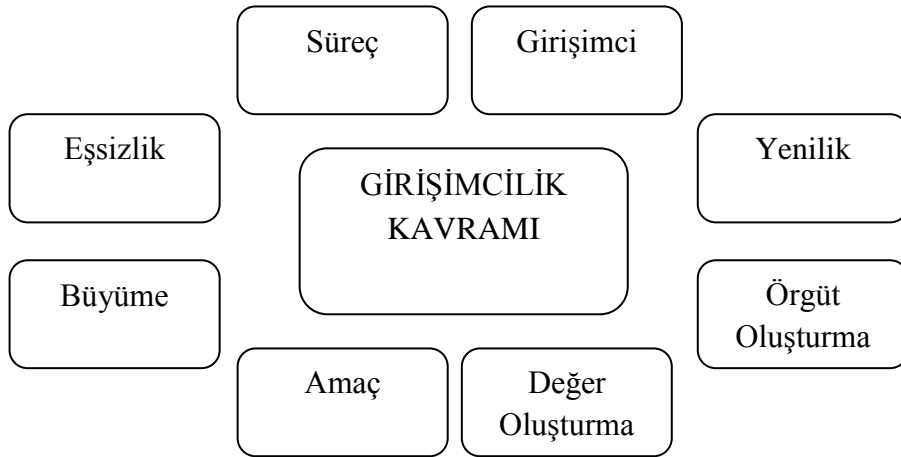 Süreç
Girişimci
Eşsizlik
Yenilik
GİRİŞİMCİLİK
KAVRAMI
Büyüme
Örgüt
Oluşturma
Amaç
Değer
Oluşturma